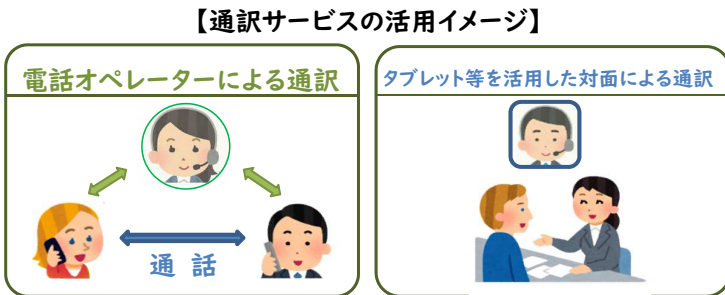 【通訳サービスの活用イメージ】
電話オペレーターによる通訳
タブレット等を活用した対面による通訳
通 話